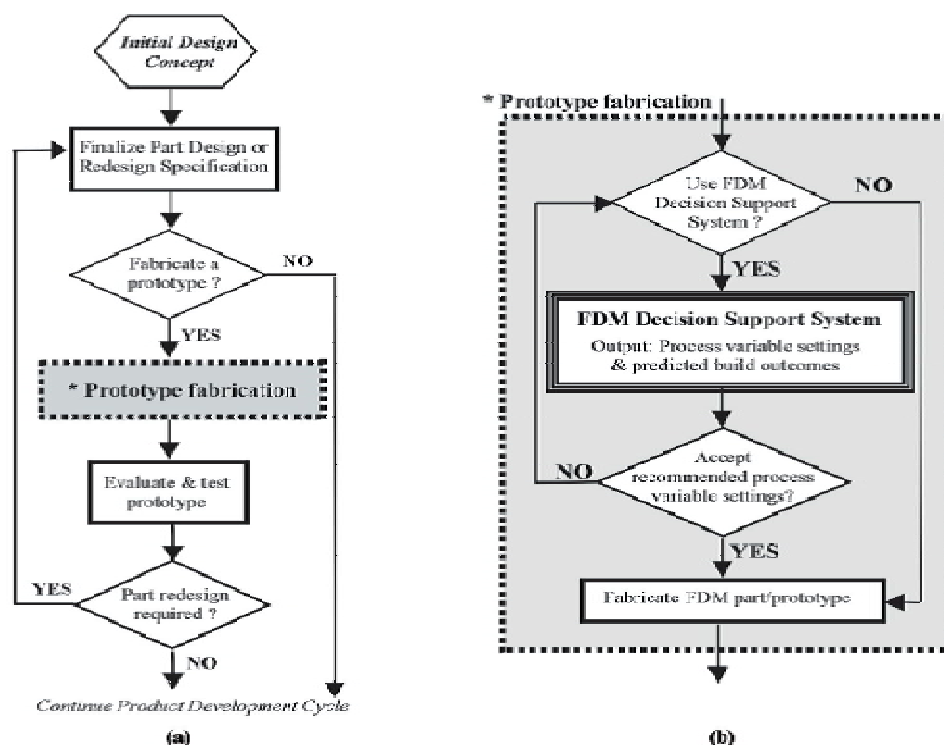 Initial Design
Concept
Finalize Part Design or
Redesign Specification
Fabricate a
prototype ?
NO
YES
* Prototype fabrication
Evaluate & test
prototype
YES
Part redesign
required ?
NO
Continue Product Development Cycle
(a)
* Prototype fabrication
Use FDM
Decision Support
System ?
NO
YES
FDM Decision Support System
Output: Process variable settings
& predicted build outcomes
Accept
recommended process
variable settings?
NO
YES
Fabricate FDM part/prototype
(b)